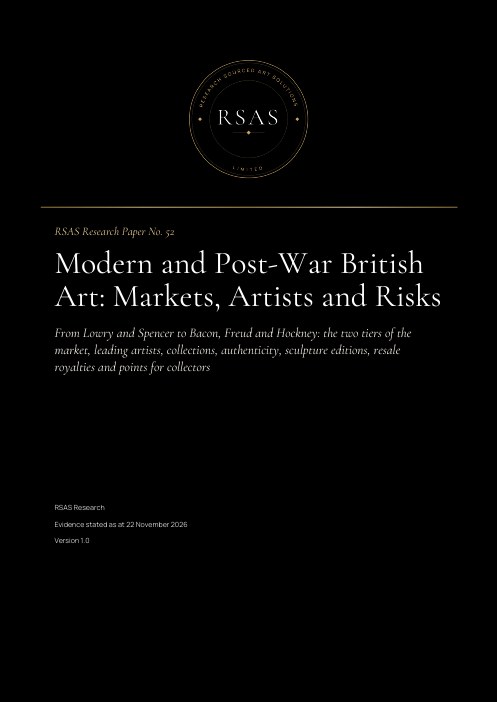 RESEARCH SOURCED ART SOLUTIONS
RSAS
LIMITED
RSAS Research Paper No. 52
Modern and Post-War British
Art: Markets, Artists and Risks
From Lowry and Spencer to Bacon, Freud and Hockney: the two tiers of the
market, leading artists, collections, authenticity, sculpture editions, resale
royalties and points for collectors
RSAS Research
Evidence stated as at 22 November 2026
Version 1.0